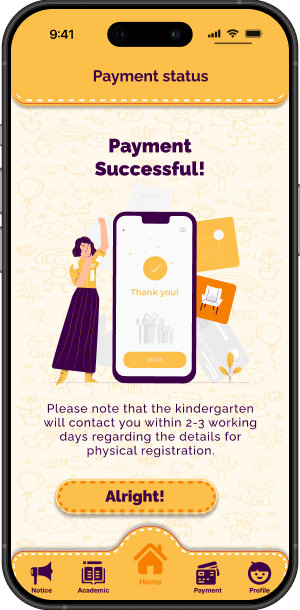 9:41
Payment status
Payment
Successful!
Thank you!
DONE
Please note that the kindergarten
will contact you within 2-3 working
days regarding the details for
physical registration.
Alright!
Notice
Academic
Home
Payment
Profile